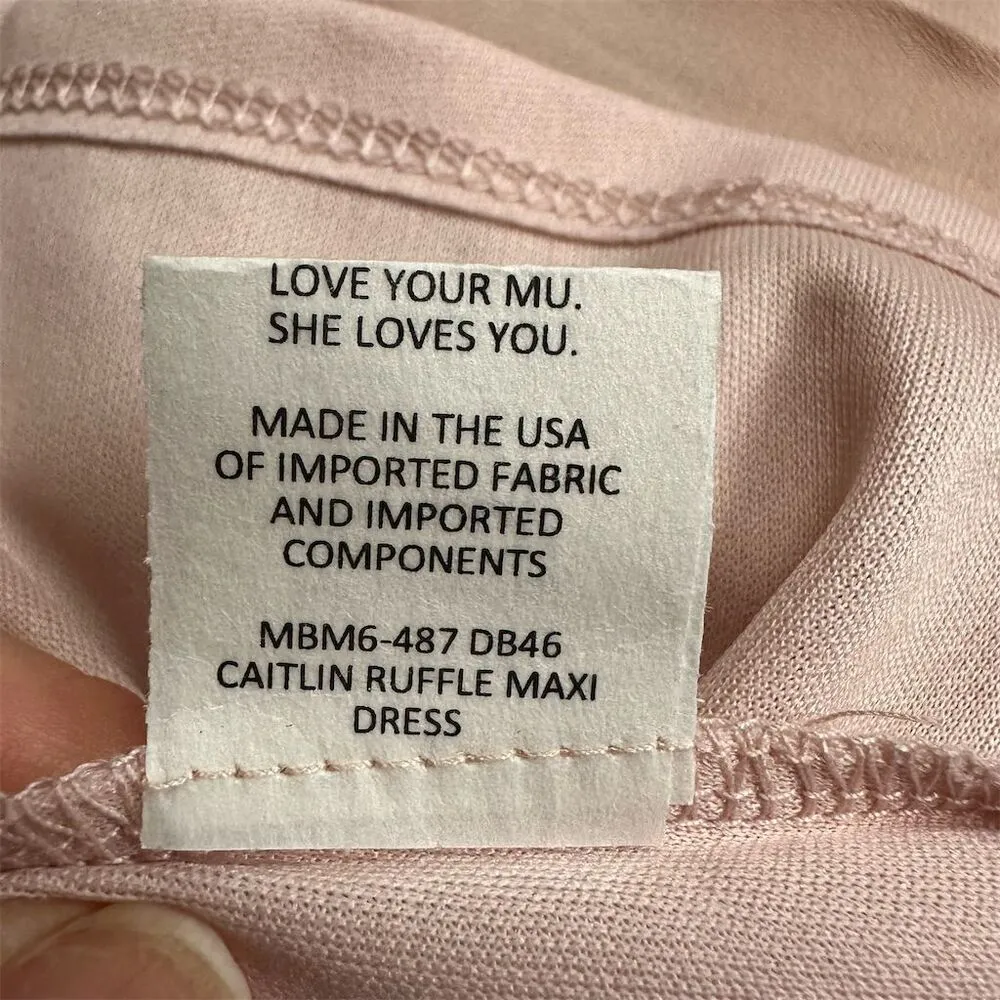 LOVE YOUR MU.
SHE LOVES YOU.
MADE IN THE USA
OF IMPORTED FABRIC
AND IMPORTED
COMPONENTS
MBM6-487 DB46
CAITLIN RUFFLE MAXI
DRESS